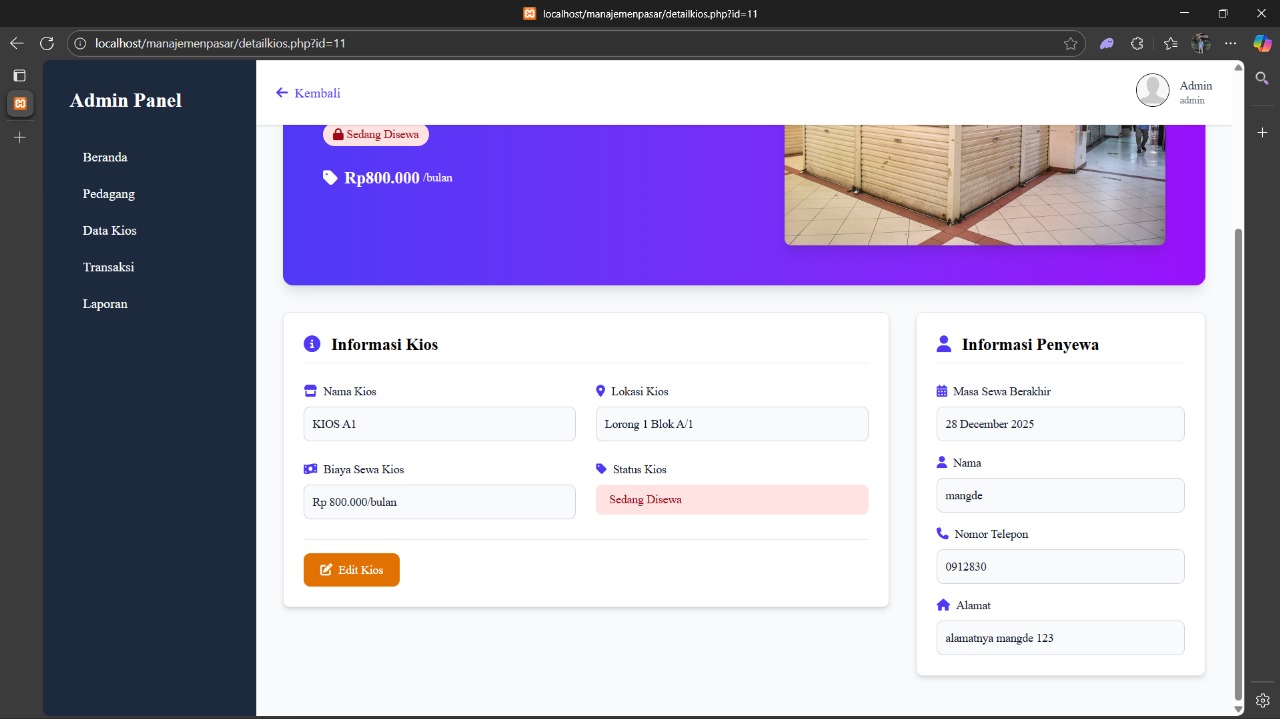 localhost/manajemenpasar/detailkios.php?id=11
localhost/manajemenpasar/detailkios.php?id=11
Admin Panel
Beranda
Pedagang
Data Kios
Transaksi
Laporan
Kembali
Admin
admin
Sedang Disewa
Rp800.000 /bulan
Informasi Kios
Nama Kios
KIOS A1
Lokasi Kios
Lorong 1 Blok A/1
Biaya Sewa Kios
Rp 800.000/bulan
Status Kios
Sedang Disewa
Edit Kios
Informasi Penyewa
Masa Sewa Berakhir
28 December 2025
Nama
mangde
Nomor Telepon
0912830
Alamat
alamatnya mangde 123